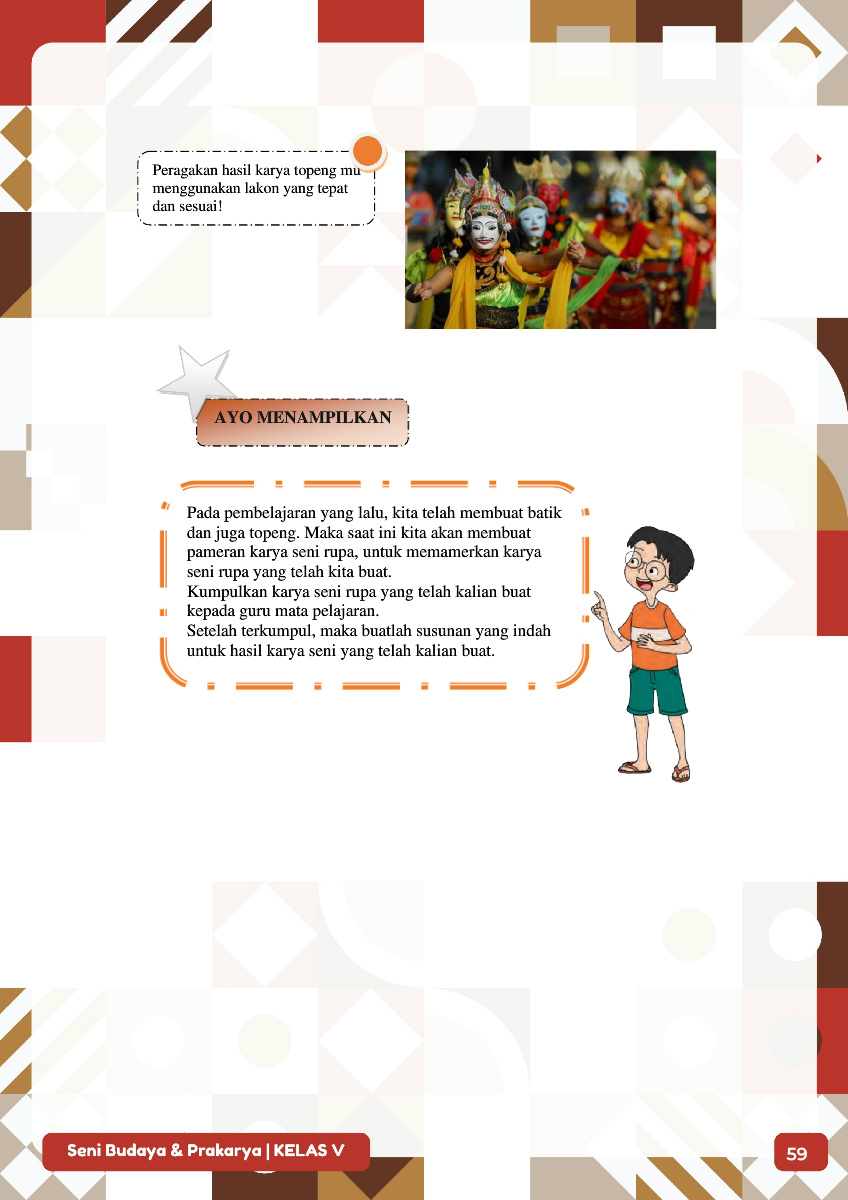 Peragakan hasil karya topeng mu
menggunakan lakon yang tepat
dan sesuai!
AYO MENAMPILKAN
Pada pembelajaran yang lalu, kita telah membuat batik
dan juga topeng. Maka saat ini kita akan membuat
pameran karya seni rupa, untuk memamerkan karya
seni rupa yang telah kita buat.
Kumpulkan karya seni rupa yang telah kalian buat
kepada guru mata pelajaran.
Setelah terkumpul, maka buatlah susunan yang indah
untuk hasil karya seni yang telah kalian buat.
Seni Budaya & Prakarya | KELAS V
59